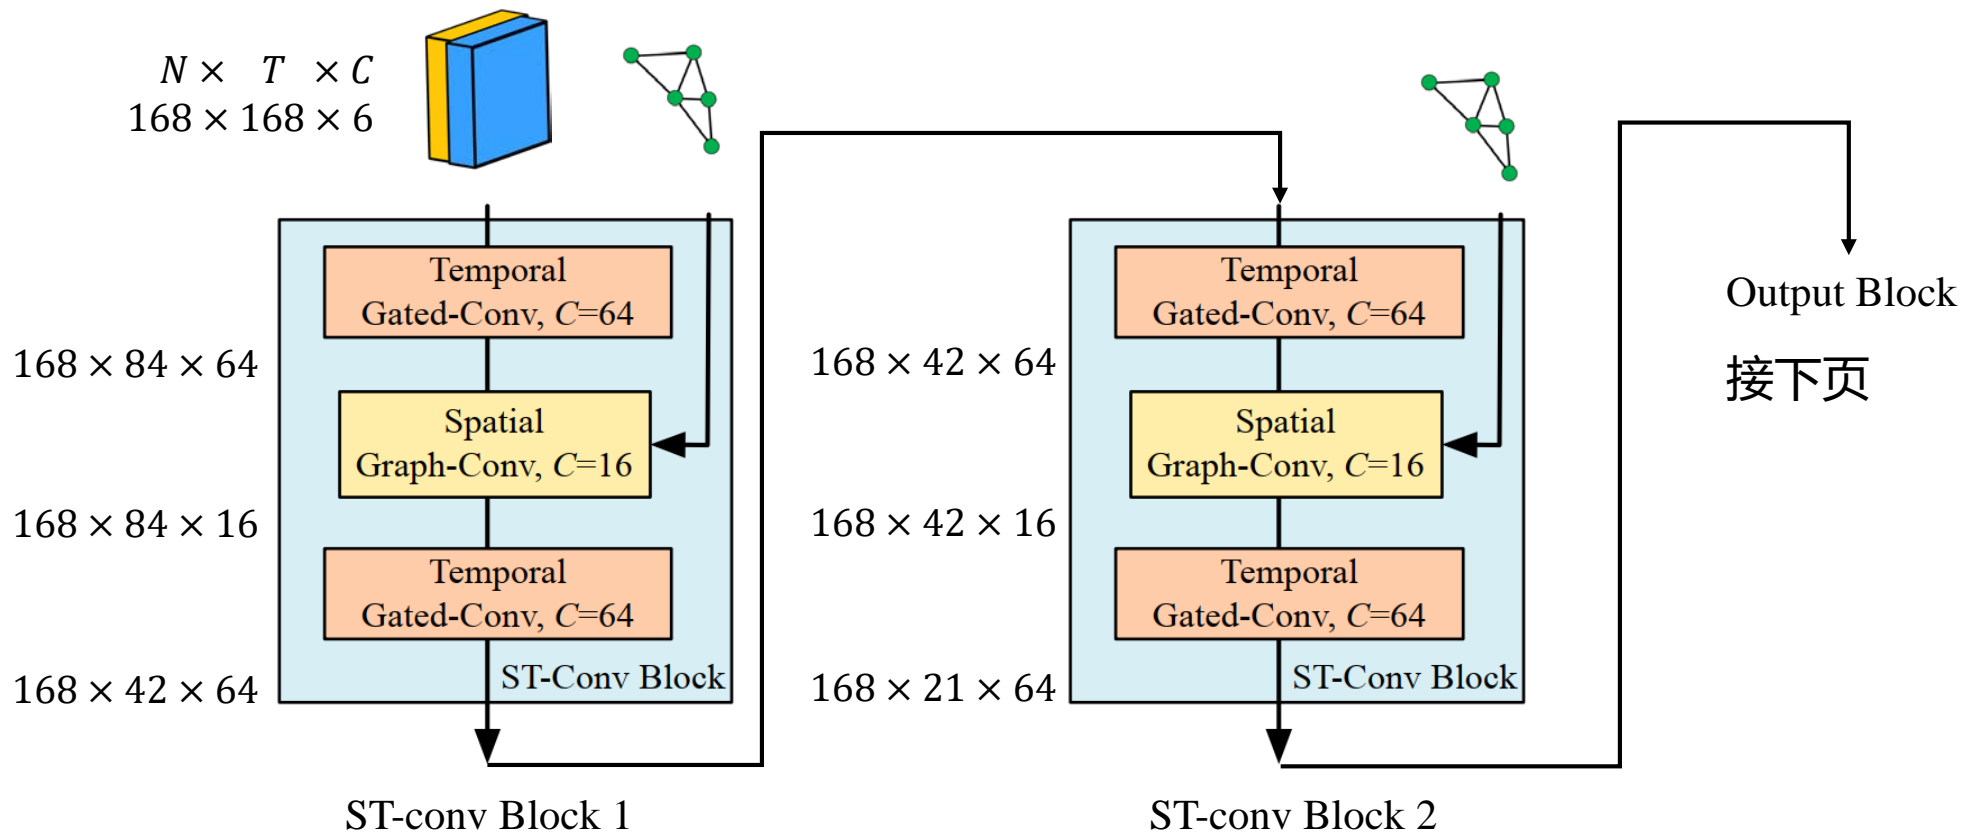 N × T × C
168 × 168 × 6
Temporal
Gated-Conv, C=64
168 × 84 × 64
Spatial
Graph-Conv, C=16
168 × 84 × 16
Temporal
Gated-Conv, C=64
168 × 42 × 64
ST-Conv Block
ST-conv Block 1
Temporal
Gated-Conv, C=64
168 × 42 × 64
Spatial
Graph-Conv, C=16
168 × 42 × 16
Temporal
Gated-Conv, C=64
168 × 21 × 64
ST-Conv Block
ST-conv Block 2
Output Block
接下页